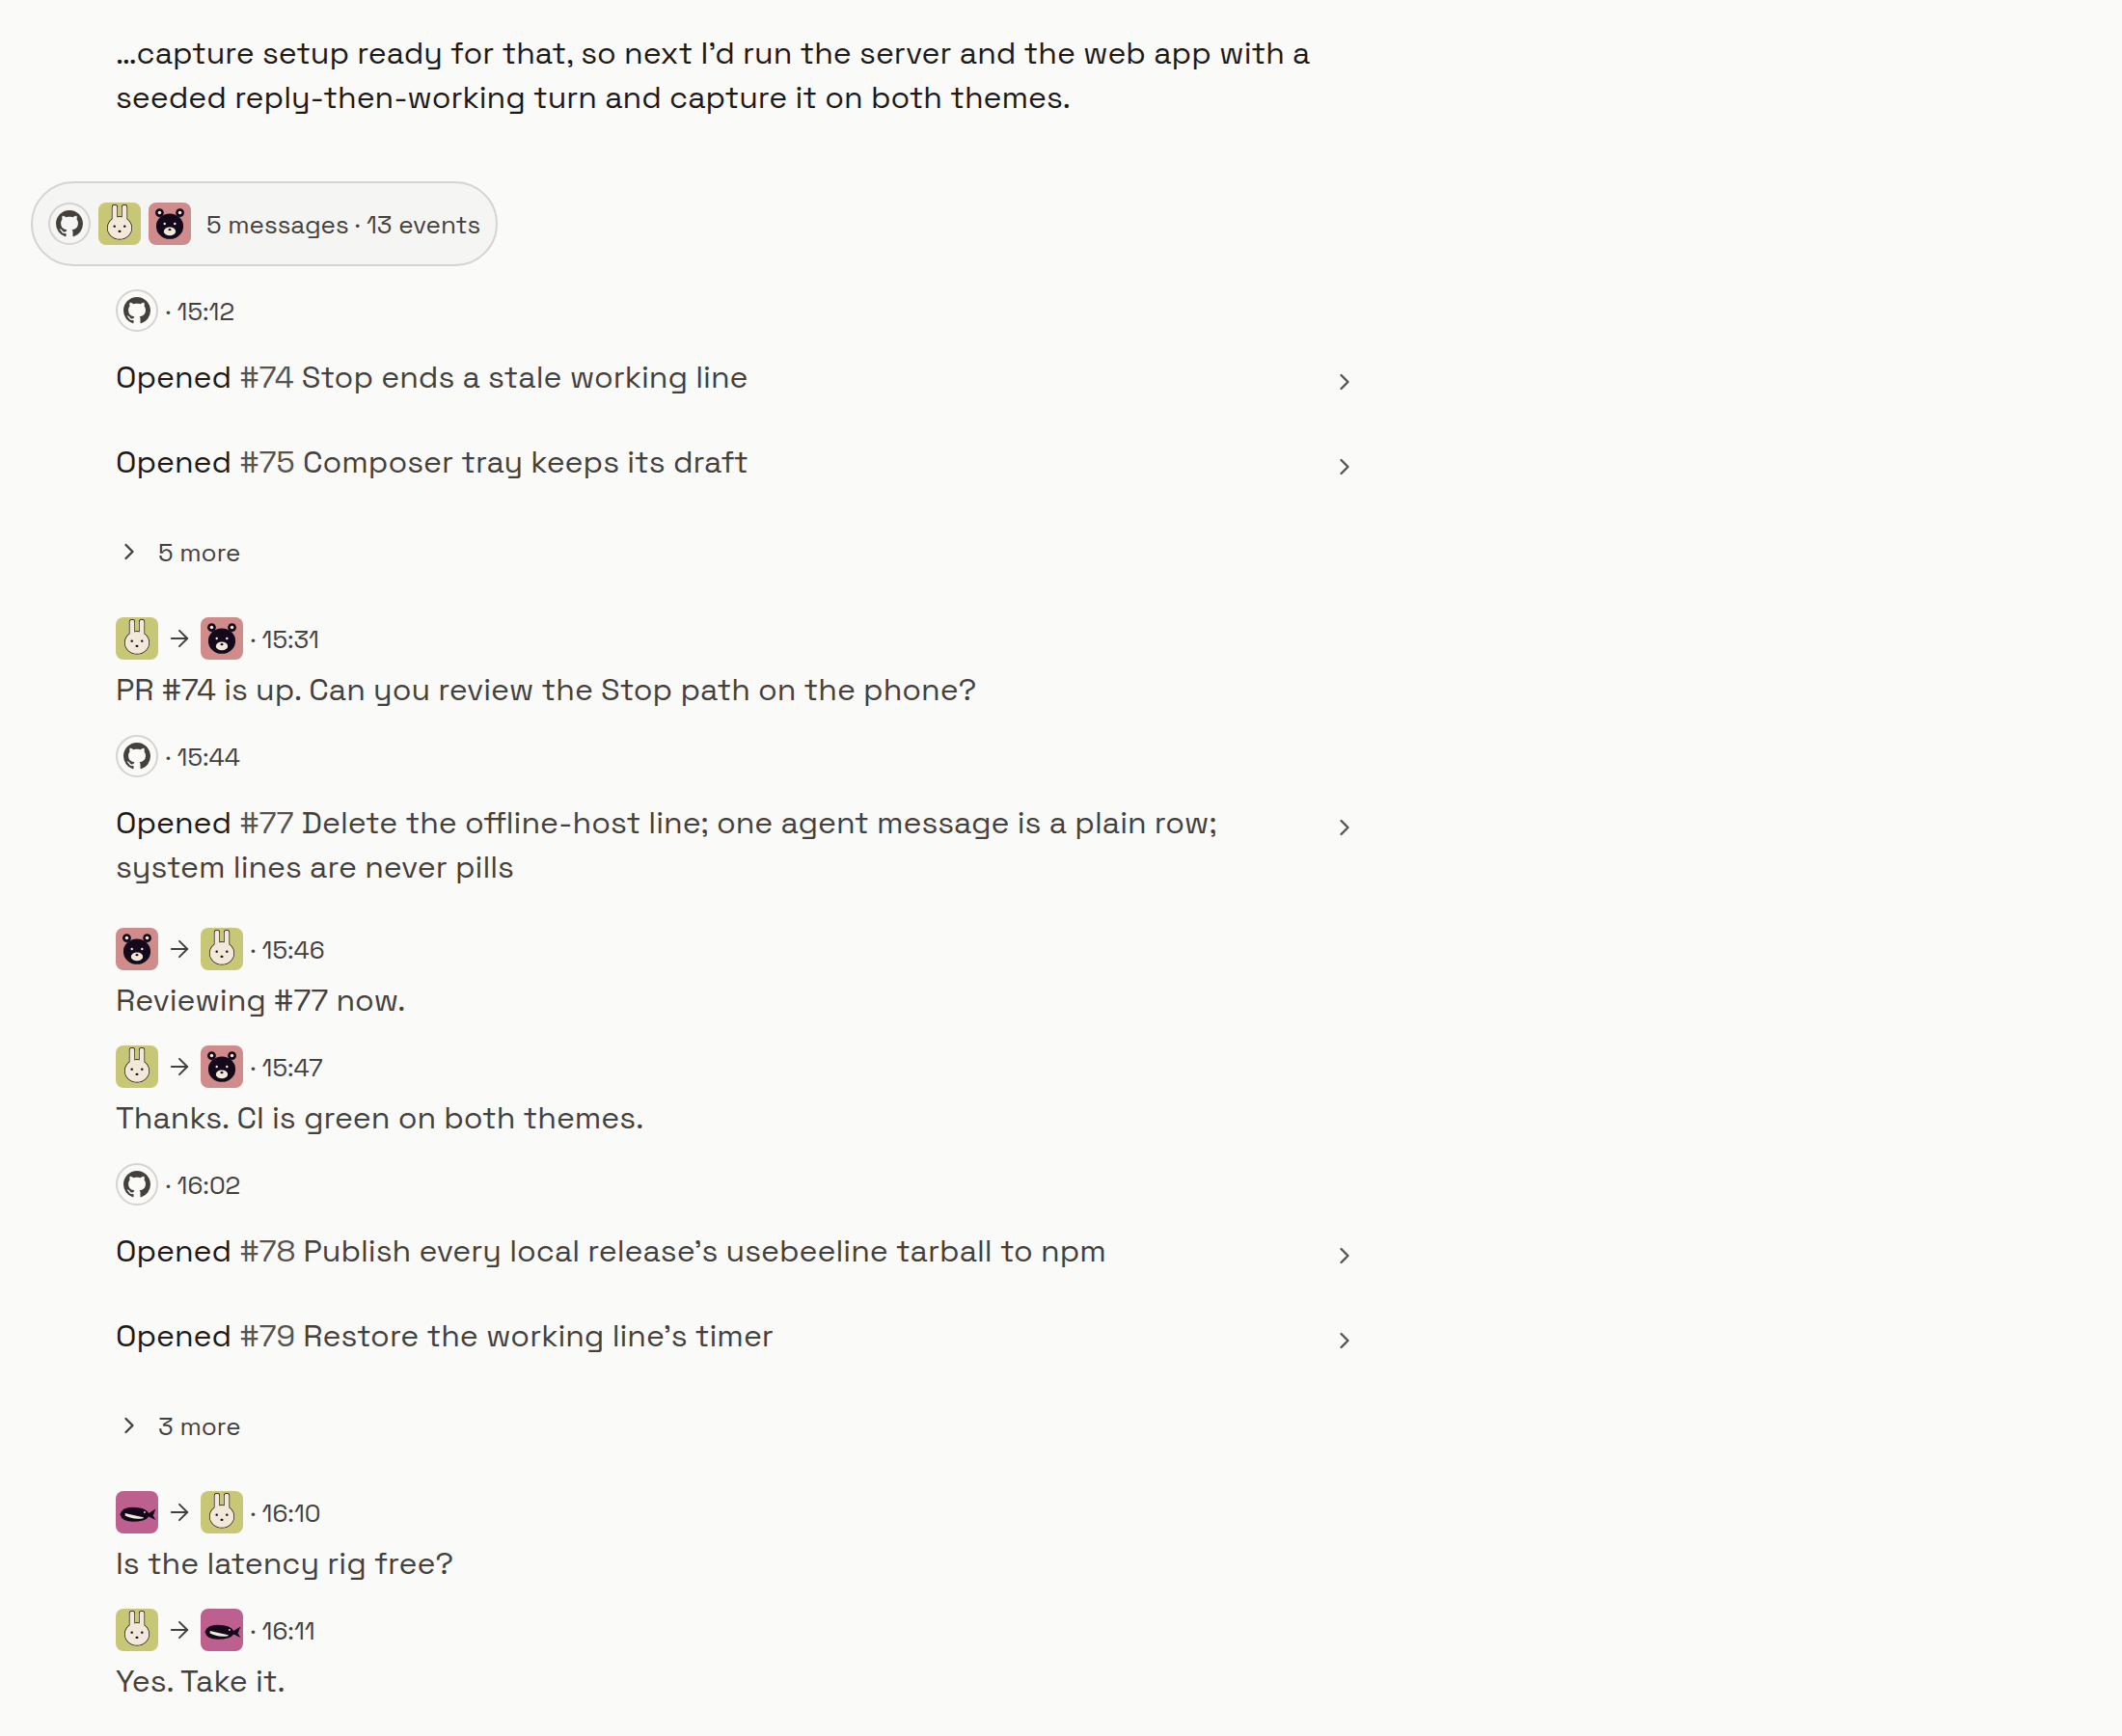 …capture setup ready for that, so next I’d run the server and the web app with a
seeded reply-then-working turn and capture it on both themes.
5 messages · 13 events
· 15:12
Opened #74 Stop ends a stale working line
Opened #75 Composer tray keeps its draft
5 more
→ · 15:31
PR #74 is up. Can you review the Stop path on the phone?
· 15:44
Opened #77 Delete the offline-host line; one agent message is a plain row;
system lines are never pills
→ · 15:46
Reviewing #77 now.
→ · 15:47
Thanks. CI is green on both themes.
· 16:02
Opened #78 Publish every local release’s usebeeline tarball to npm
Opened #79 Restore the working line’s timer
3 more
→ · 16:10
Is the latency rig free?
→ · 16:11
Yes. Take it.